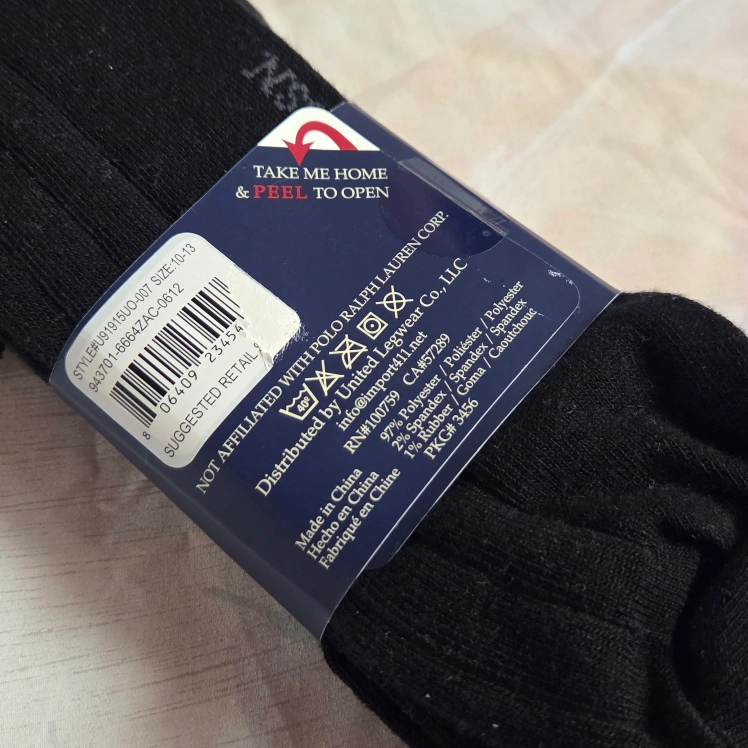 NS
TAKE ME HOME
& PEEL TO OPEN
STYLE#U91915UO-007 SIZE:10-13
943701-6664ZAC-0612
8 06409 23454
SUGGESTED RETAIL
NOT AFFILIATED WITH POLO RALPH LAUREN CORP.
40°
Distributed by United Legwear Co., LLC
info@import411.net
RN#100759 CA#57289
97% Polyester / Poliéster / Polyester
2% Spandex / Spandex / Spandex
1% Rubber / Goma / Caoutchouc
PKG# 3456
Made in China
Hecho en China
Fabriqué en Chine